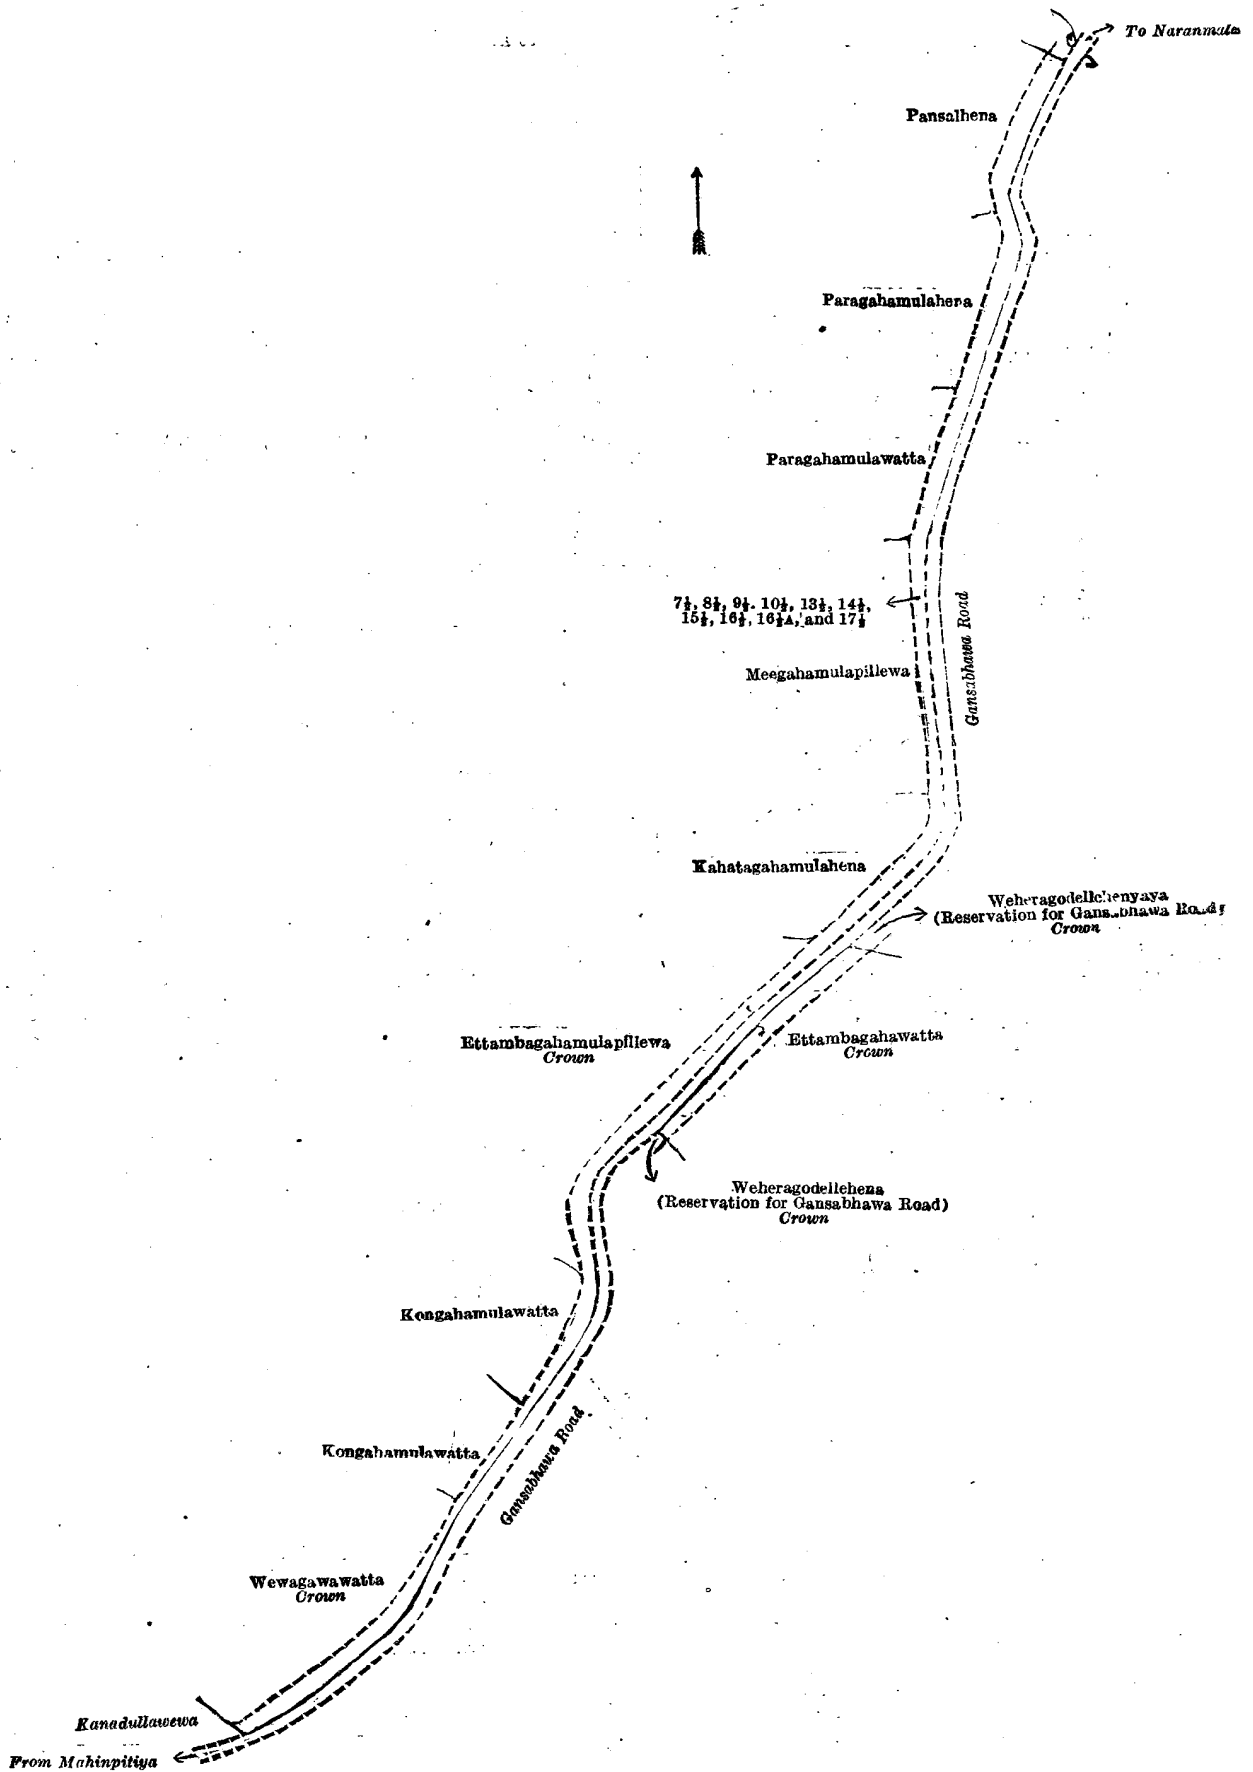 To Naranmala
Pansalhena
Paragahamulahena
Paragahamulawatta
7½, 8½, 9½. 10½, 13½, 14½,
15½, 16½, 16½A, and 17½
Gansabhawa Road
Meegahamulapillewa
Kahatagahamulahena
(Reservation for Gansabhawa Road)
Crown
Ettambagahamulapillewa
Crown
Ettambagahawatta
Crown
Weheragodellehena
(Reservation for Gansabhawa Road)
Crown
Kongahamulawatta
Kongahamulawatta
Gansabhawa Road
Wewagawawatta
Crown
Kanadullawewa
From Mahinpitiya